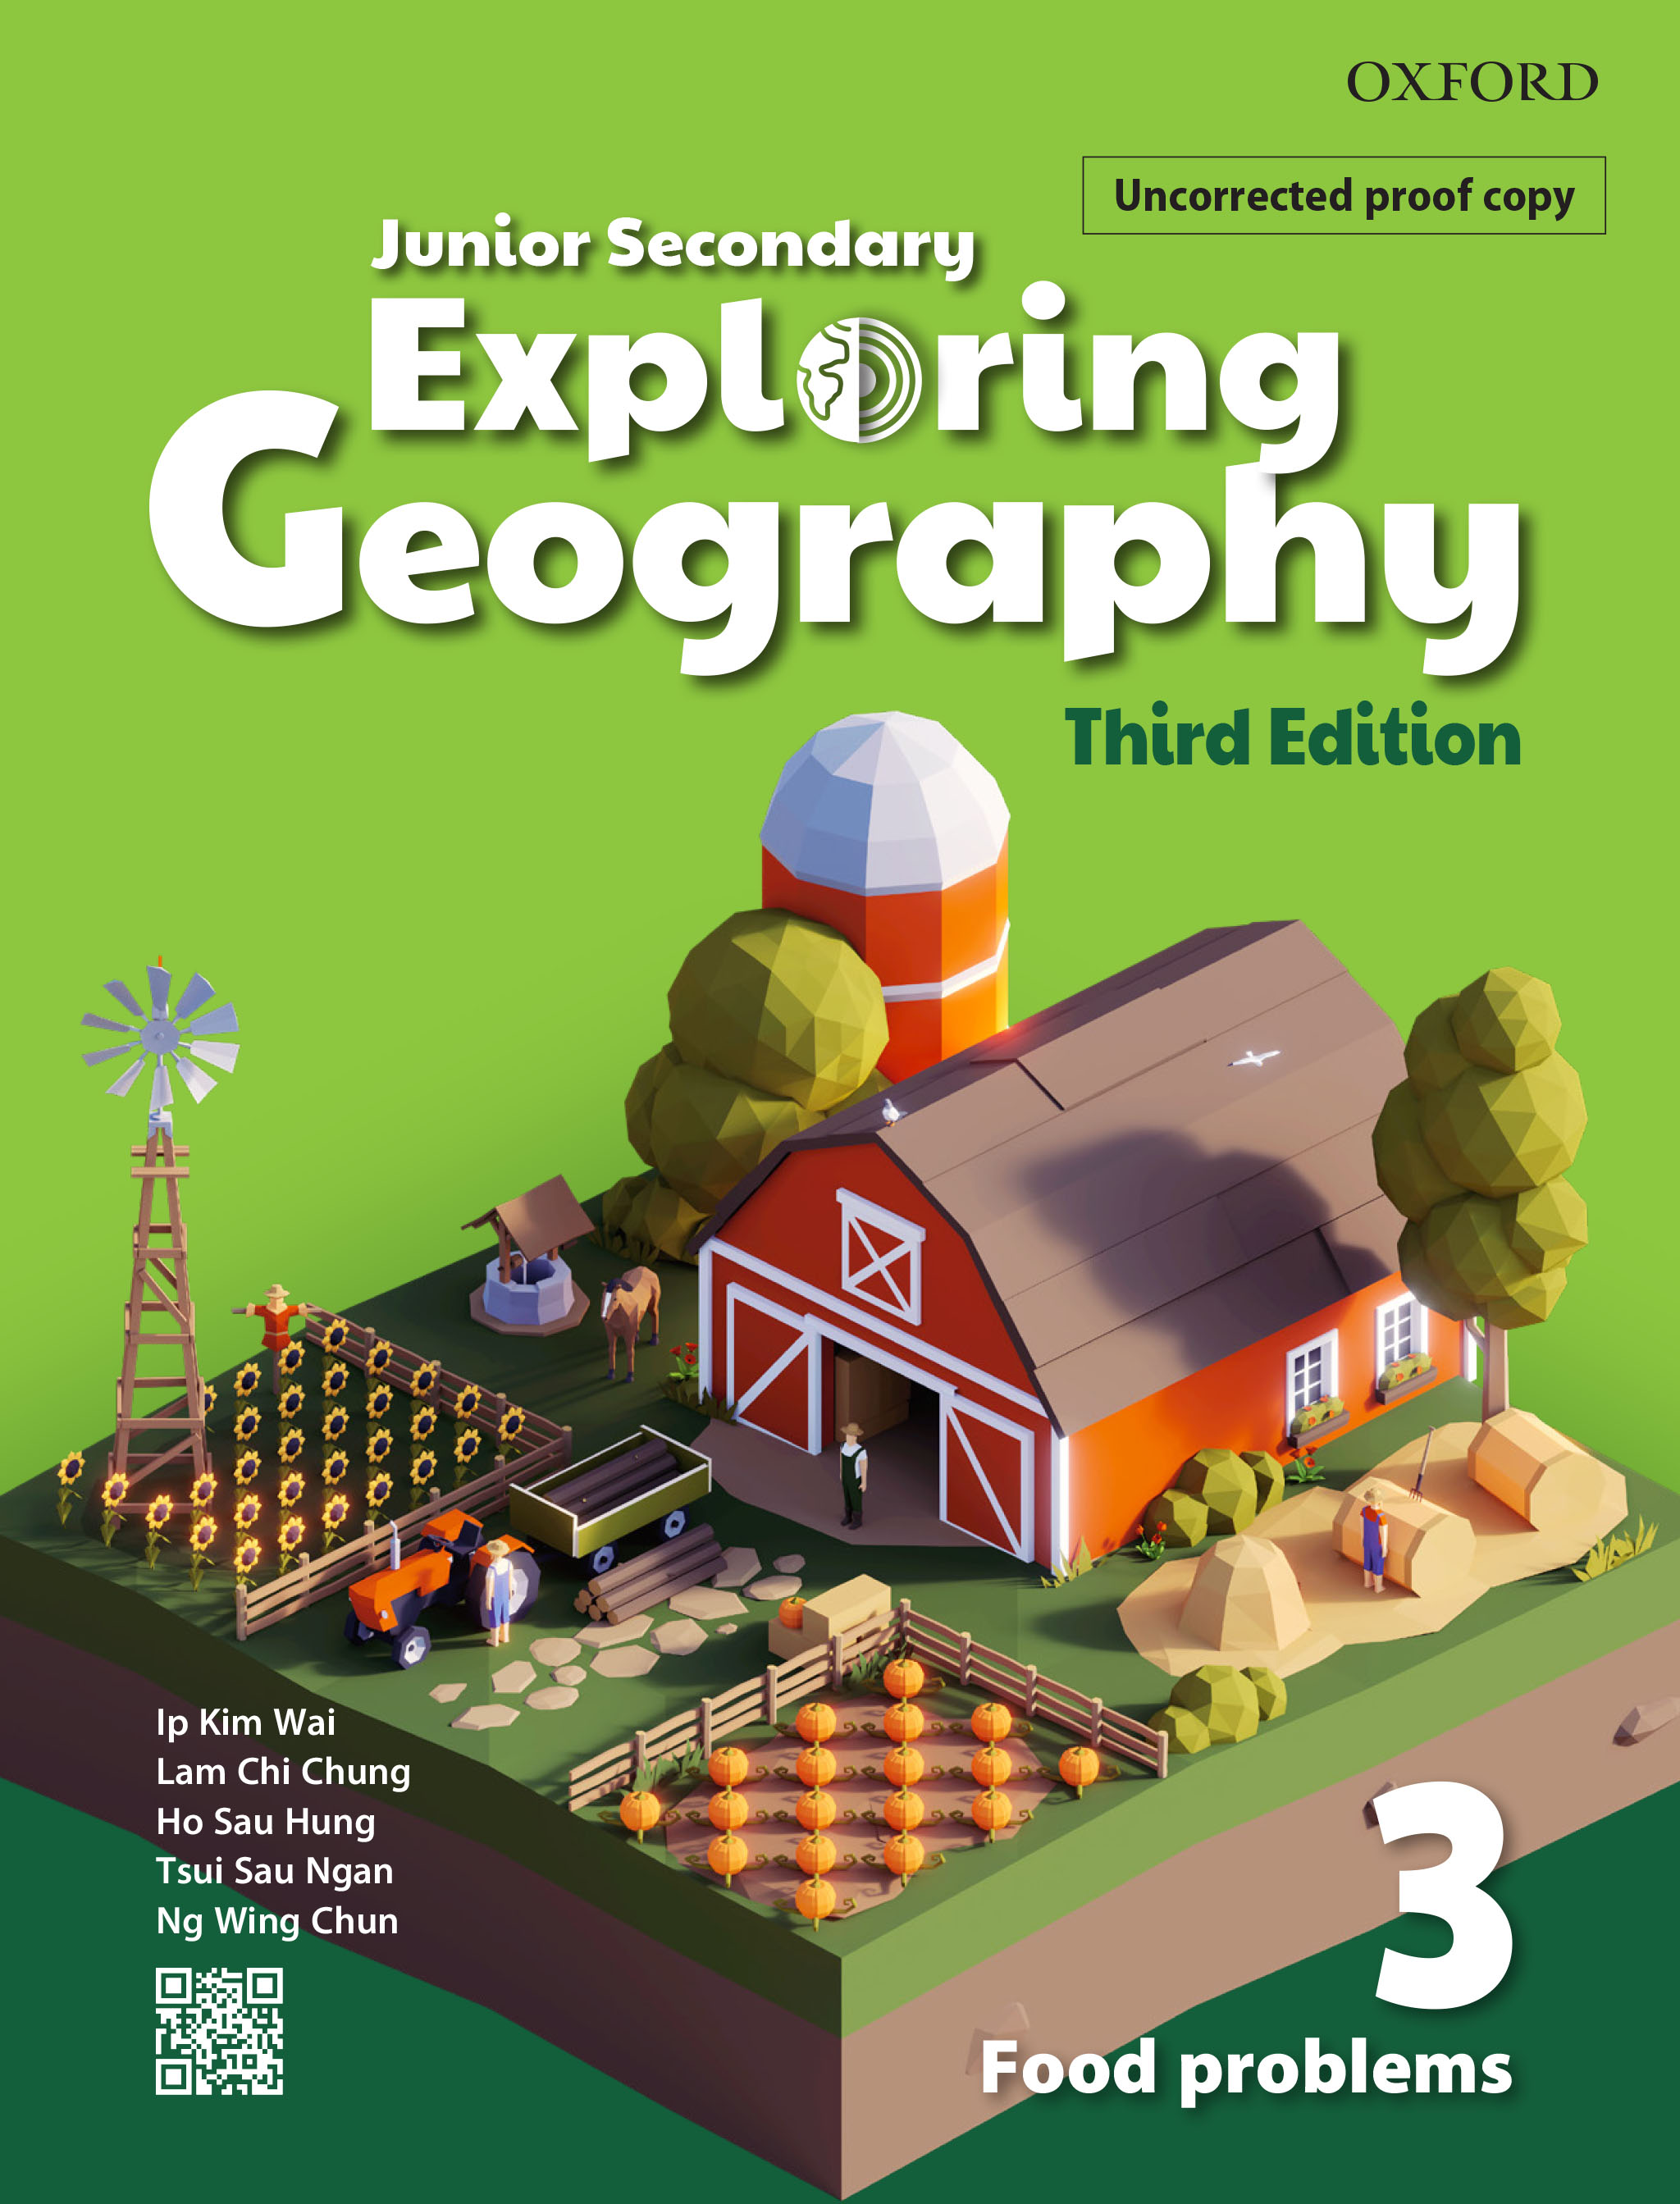 OXFORD
Uncorrected proof copy
Junior Secondary
Exploring
Geography
Third Edition
Ip Kim Wai
Lam Chi Chung
Ho Sau Hung
Tsui Sau Ngan
Ng Wing Chun
3
Food problems